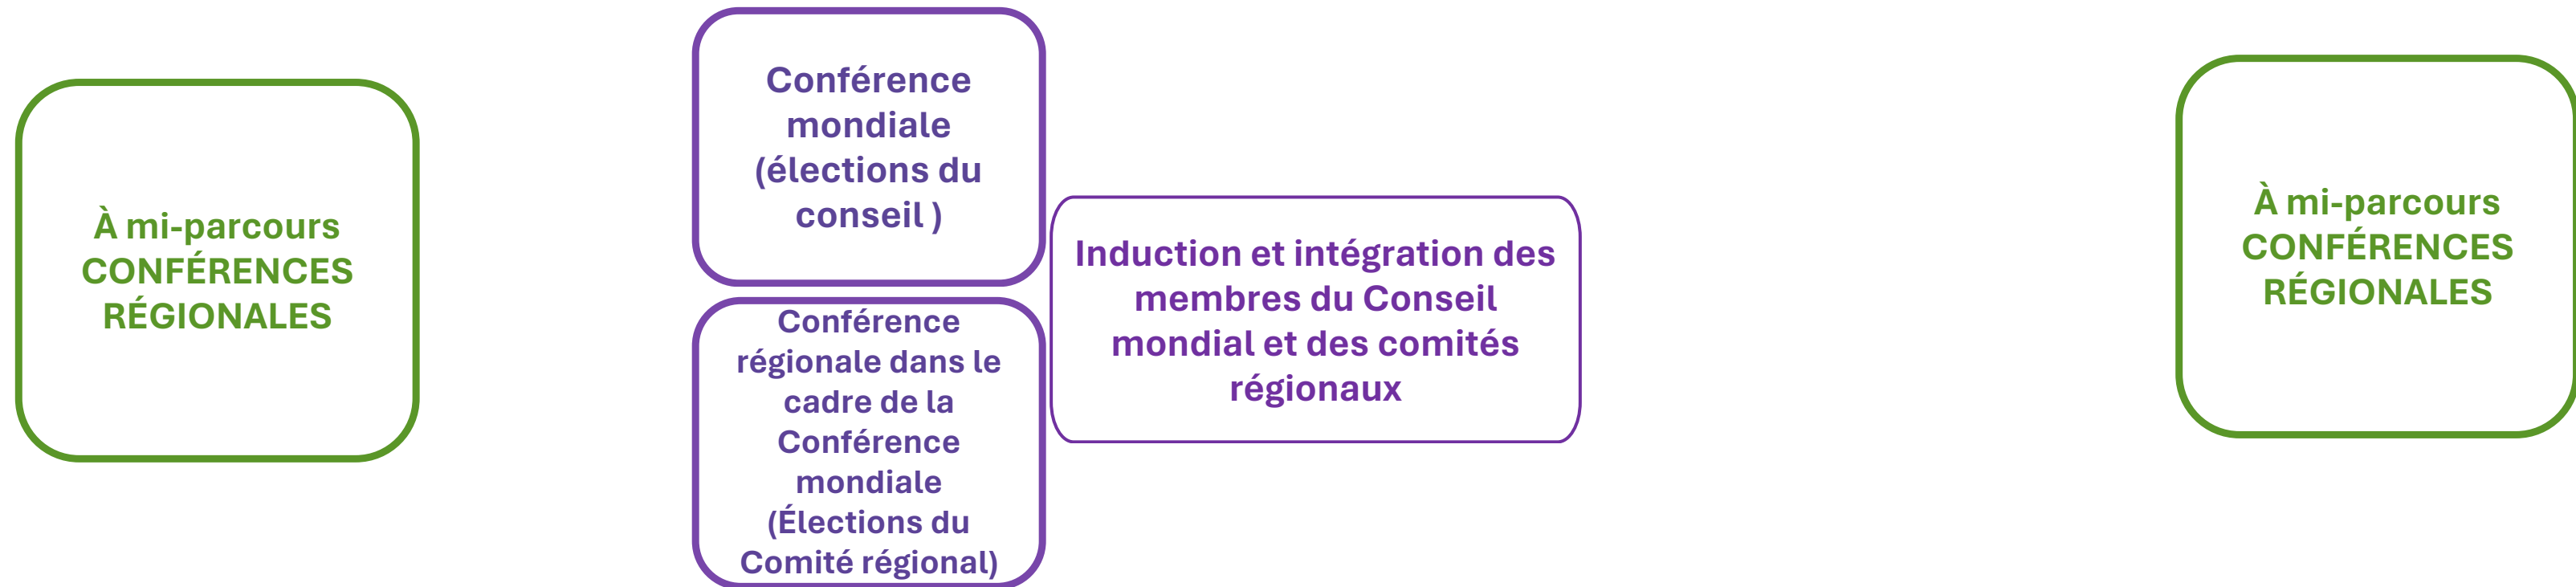 À mi-parcours
CONFÉRENCES
RÉGIONALES
Conférence
mondiale
(élections du
conseil )
Conférence
régionale dans le
cadre de la
Conférence
mondiale
(Élections du
Comité régional)
Induction et intégration des
membres du Conseil
mondial et des comités
régionaux
À mi-parcours
CONFÉRENCES
RÉGIONALES